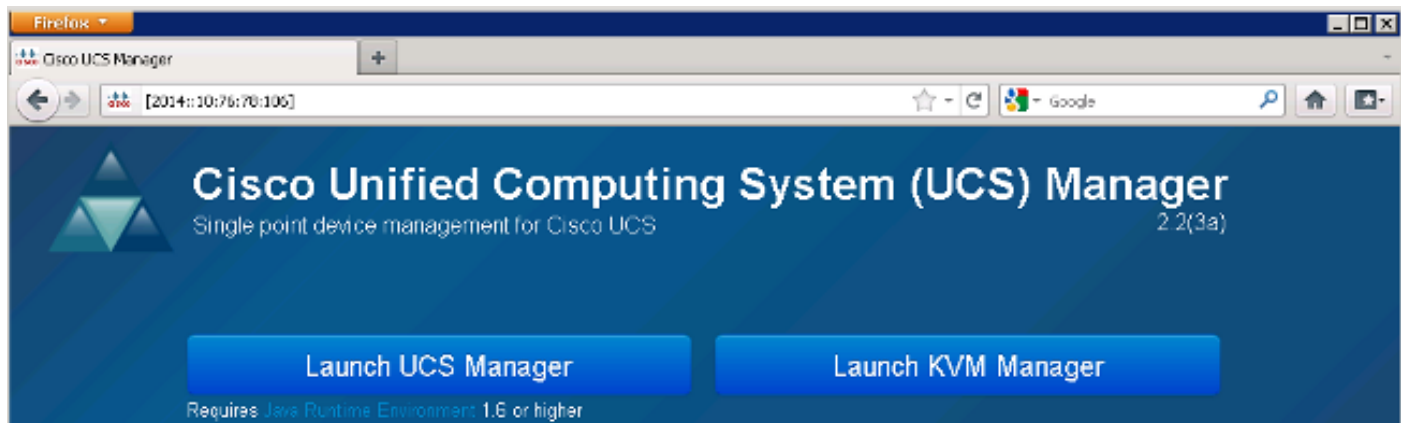 Firefox
Cisco UCS Manager
[2014::10:76:78:106]
Google
Cisco Unified Computing System (UCS) Manager
Single point device management for Cisco UCS
2.2(3a)
Launch UCS Manager
Launch KVM Manager
Requires Java Runtime Environment 1.6 or higher